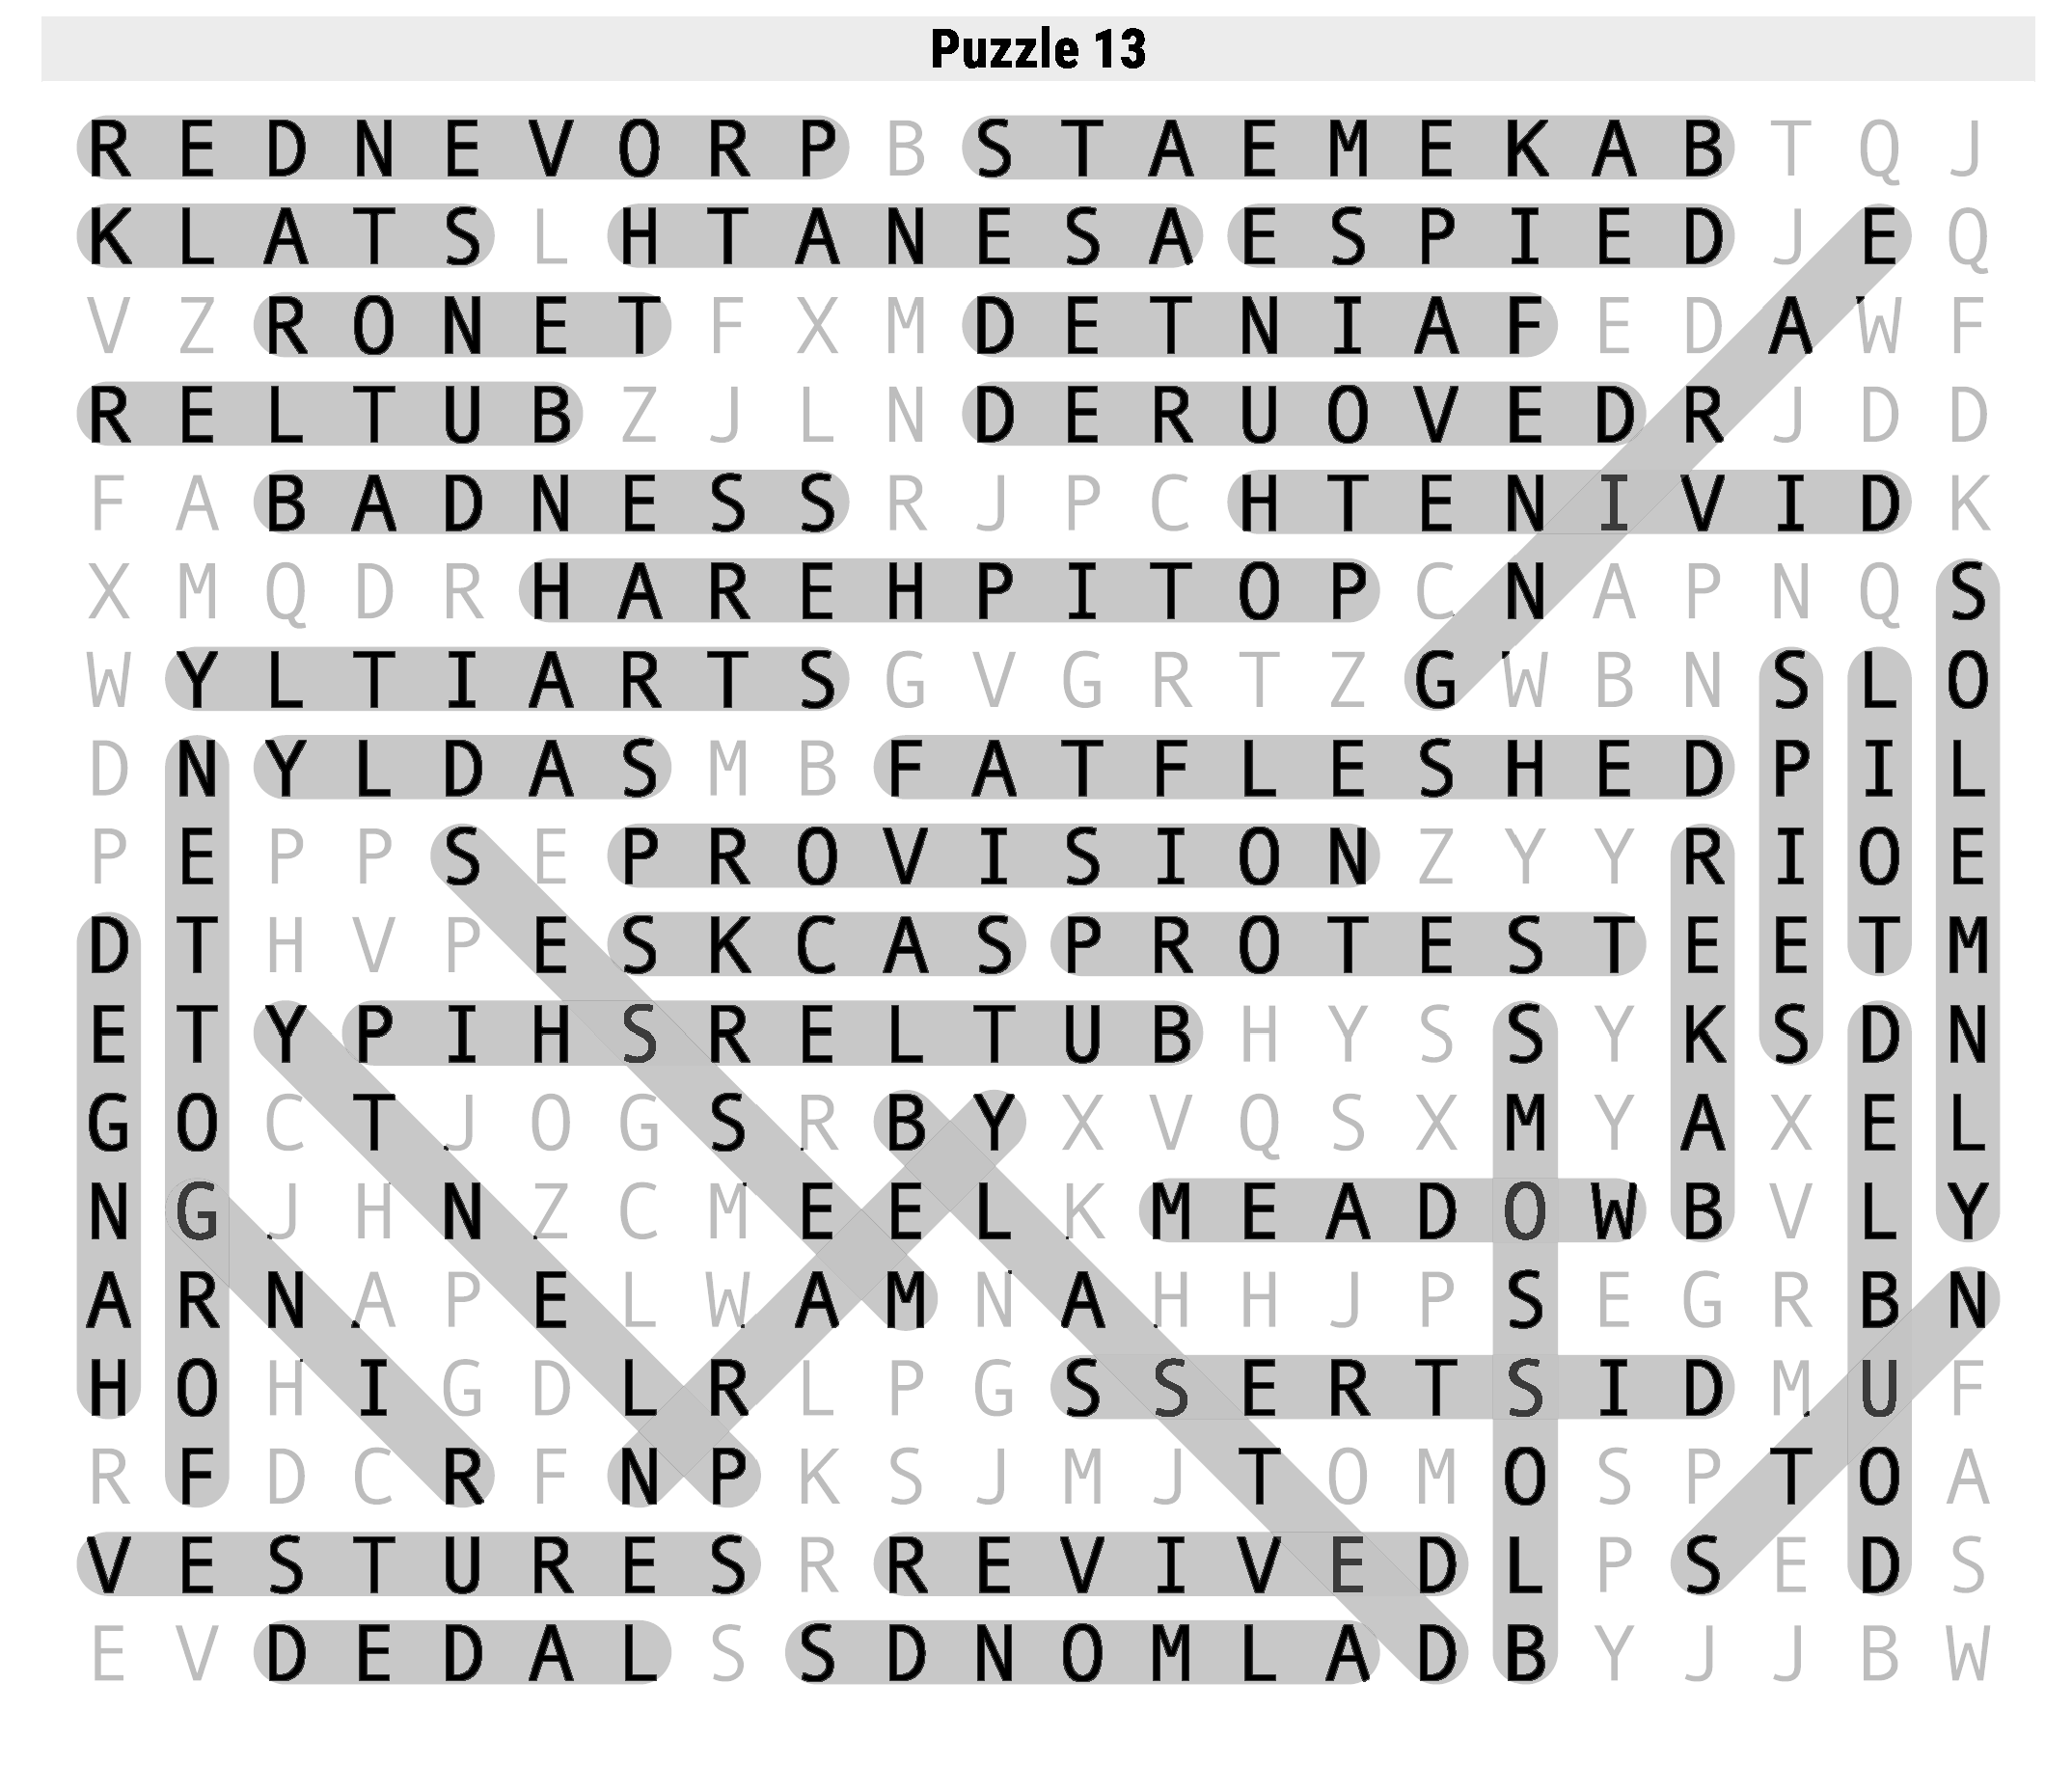 Puzzle 13
R E D N E V O R P B S T A E M E K A B T Q J
K L A T S L H T A N E S A E S P I E D J E Q
V Z R O N E T F X M D E T N I A F E D A W F
R E L T U B Z J L N D E R U O V E D R J D D
F A B A D N E S S R J P C H T E N I V I D K
X M Q D R H A R E H P I T O P C N A P N Q S
W Y L T I A R T S G V G R T Z G W B N S L O
D N Y L D A S M B F A T F L E S H E D P I L
P E P P S E P R O V I S I O N Z Y Y R I O E
D T H V P E S K C A S P R O T E S T E E T M
E T Y P I H S R E L T U B H Y S S Y K S D N
G O C T J O G S R B Y X V Q S X M Y A X E L
N G J H N Z C M E E L K M E A D O W B V L Y
A R N A P E L W A M N A H H J P S E G R B N
H O H I G D L R L P G S S E R T S I D M U F
R F D C R F N P K S J M J T O M O S P T O A
V E S T U R E S R R E V I V E D L P S E D S
E V D E D A L S S D N O M L A D B Y J J B W